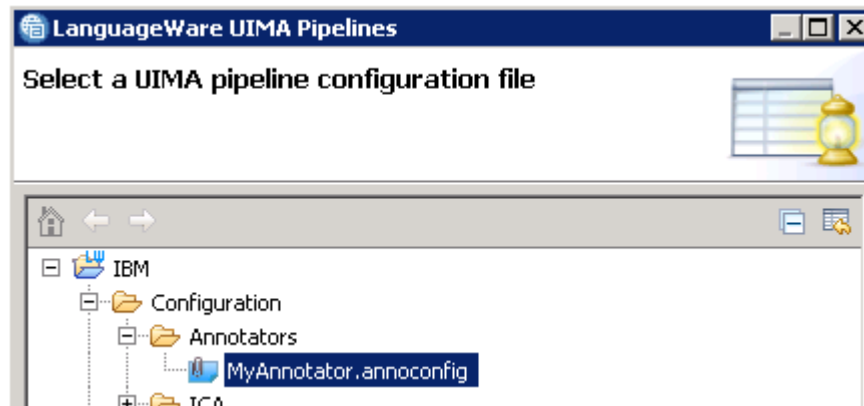 LanguageWare UIMA Pipelines
Select a UIMA pipeline configuration file
IBM
Configuration
Annotators
MyAnnotator.annoconfig
ICA